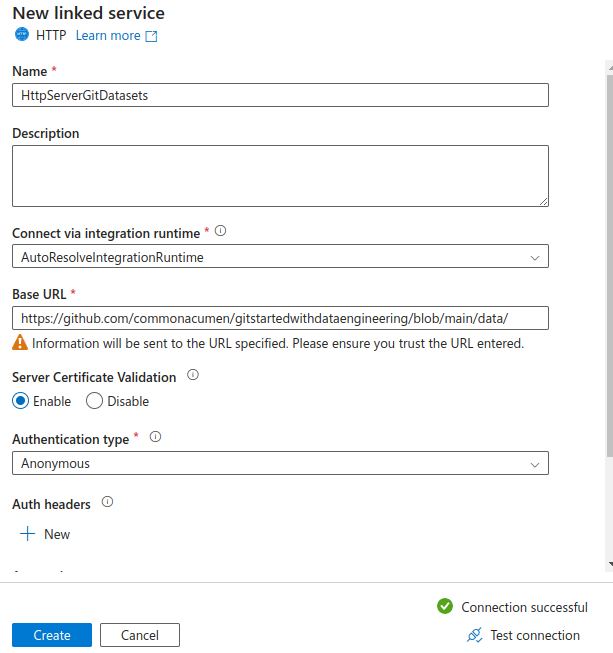 New linked service
HTTP Learn more
Name *
HttpServerGitDatasets
Description
Connect via integration runtime *
AutoResolveIntegrationRuntime
Base URL *
https://github.com/commonacumen/gitstartedwithdataengineering/blob/main/data/
Information will be sent to the URL specified. Please ensure you trust the URL entered.
Server Certificate Validation
Enable Disable
Authentication type *
Anonymous
Auth headers
New
Connection successful
Create Cancel Test connection